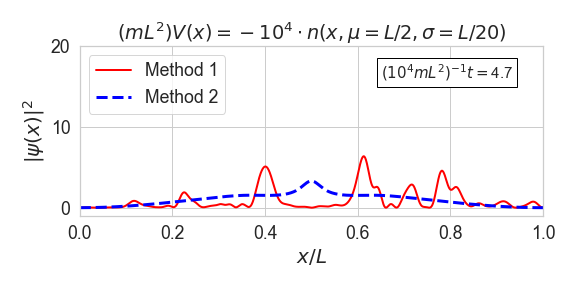 (mL²)V(x) = −10⁴ · n(x, μ = L/2, σ = L/20)
Method 1
Method 2
(10⁴mL²)⁻¹t = 4.7
|ψ(x)|²
20
10
0
0.0 0.2 0.4 0.6 0.8 1.0
x/L